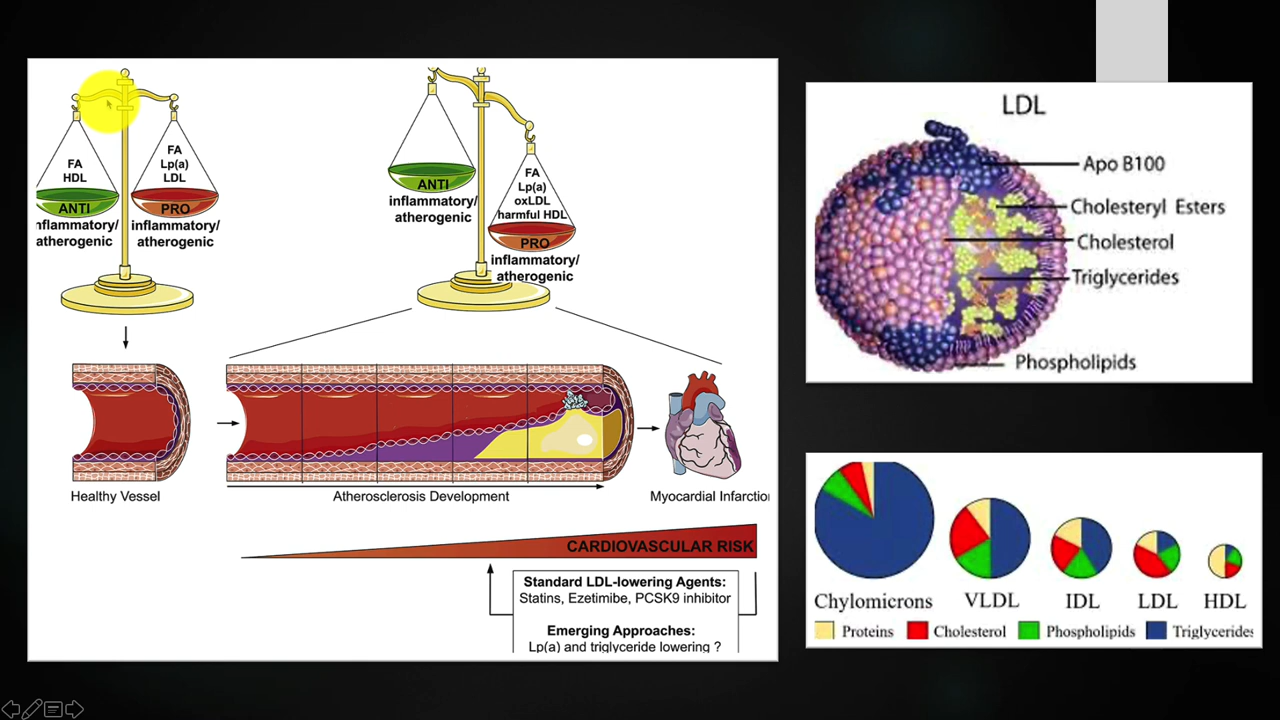 FA
HDL
ANTI
nflammatory/
atherogenic
FA
Lp(a)
LDL
PRO
inflammatory/
atherogenic
ANTI
inflammatory/
atherogenic
FA
Lp(a)
oxLDL
harmful HDL
PRO
inflammatory/
atherogenic
Healthy Vessel
Atherosclerosis Development
Myocardial Infarctio
CARDIOVASCULAR RISK
Standard LDL-lowering Agents:
Statins, Ezetimibe, PCSK9 inhibitor
Emerging Approaches:
Lp(a) and triglyceride lowering ?
LDL
Apo B100
Cholesteryl Esters
Cholesterol
Triglycerides
Phospholipids
Chylomicrons VLDL IDL LDL HDL
Proteins Cholesterol Phospholipids Triglycerides